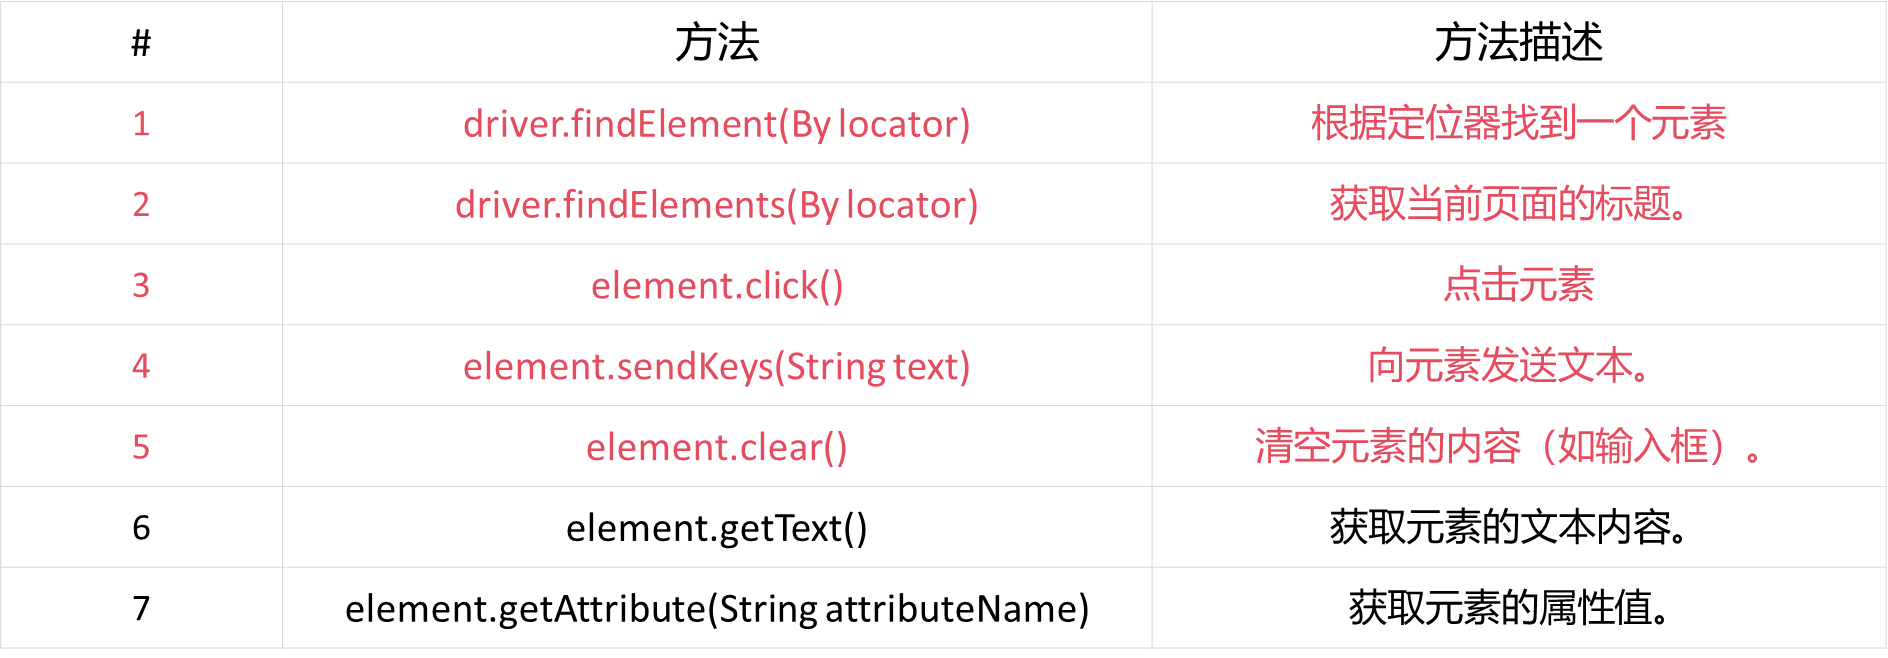 # 方法 方法描述
1 driver.findElement(By locator) 根据定位器找到一个元素
2 driver.findElements(By locator) 获取当前页面的标题。
3 element.click() 点击元素
4 element.sendKeys(String text) 向元素发送文本。
5 element.clear() 清空元素的内容（如输入框）。
6 element.getText() 获取元素的文本内容。
7 element.getAttribute(String attributeName) 获取元素的属性值。